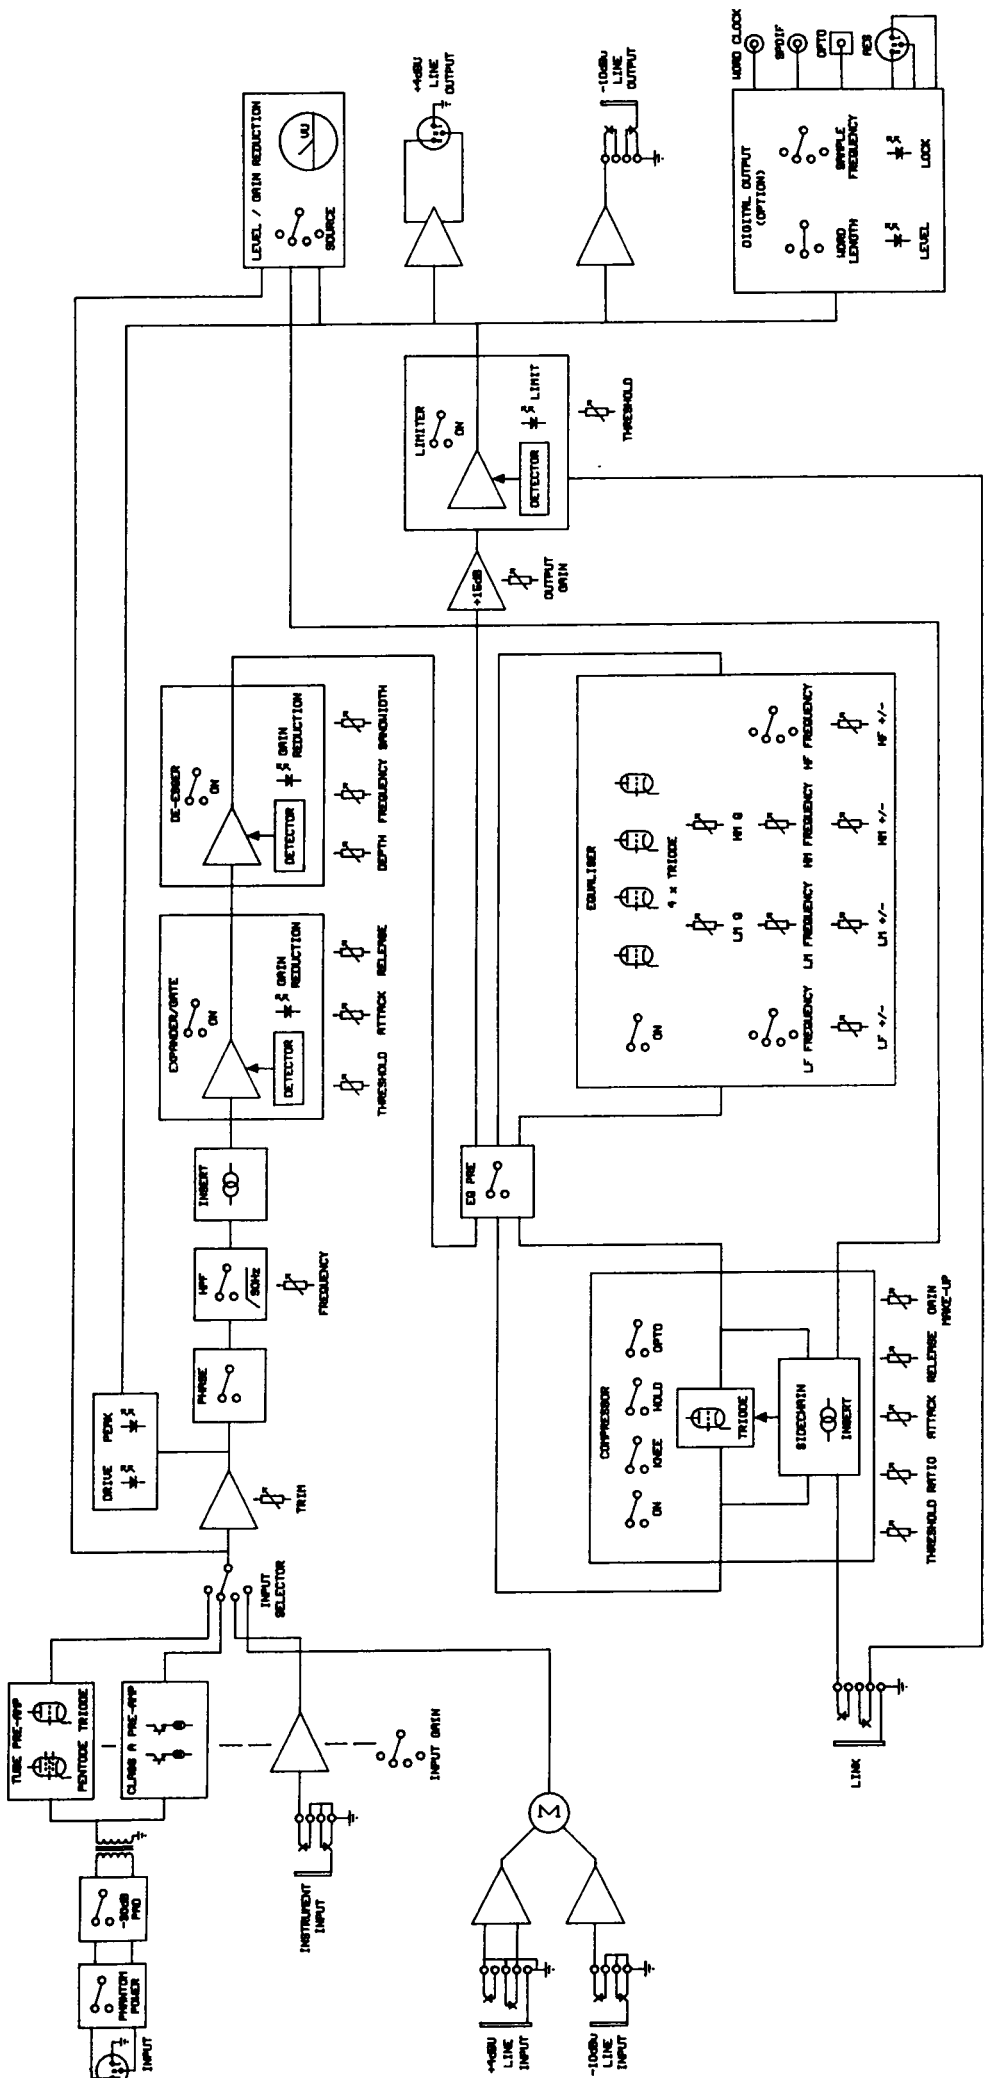 INPUT
PHANTOM
POWER
-30dB
PAD
TUBE PRE-AMP
PENTODE TRIODE
CLASS A PRE-AMP
INSTRUMENT
INPUT
INPUT GAIN
+4dBU
LINE
INPUT
-10dBU
LINE
INPUT
Σ
INPUT
SELECTOR
TRIM
DRIVE
PEAK
PHASE
HPF
80Hz
FREQUENCY
INSERT
EXPANDER/GATE
ON
DETECTOR
GAIN
REDUCTION
THRESHOLD
ATTACK
RELEASE
DE-ESSER
ON
DETECTOR
GAIN
REDUCTION
DEPTH
FREQUENCY
BANDWIDTH
LINK
COMPRESSOR
ON
KNEE
HOLD
OPTO
TRIODE
SIDECHAIN
INSERT
THRESHOLD
RATIO
ATTACK
RELEASE
GAIN
MAKE-UP
EQ PRE
EQUALISER
ON
4 x TRIODE
LM Q
HM Q
LF FREQUENCY
LM FREQUENCY
HM FREQUENCY
HF FREQUENCY
LF +/-
LM +/-
HM +/-
HF +/-
+16dB
OUTPUT
GAIN
LIMITER
ON
DETECTOR
LIMIT
THRESHOLD
LEVEL / GAIN REDUCTION
SOURCE
VU
+4dBU
LINE
OUTPUT
-10dBU
LINE
OUTPUT
DIGITAL OUTPUT
(OPTION)
WORD
LENGTH
SAMPLE
FREQUENCY
LEVEL
LOCK
WORD CLOCK
SPDIF
OPTO
AES